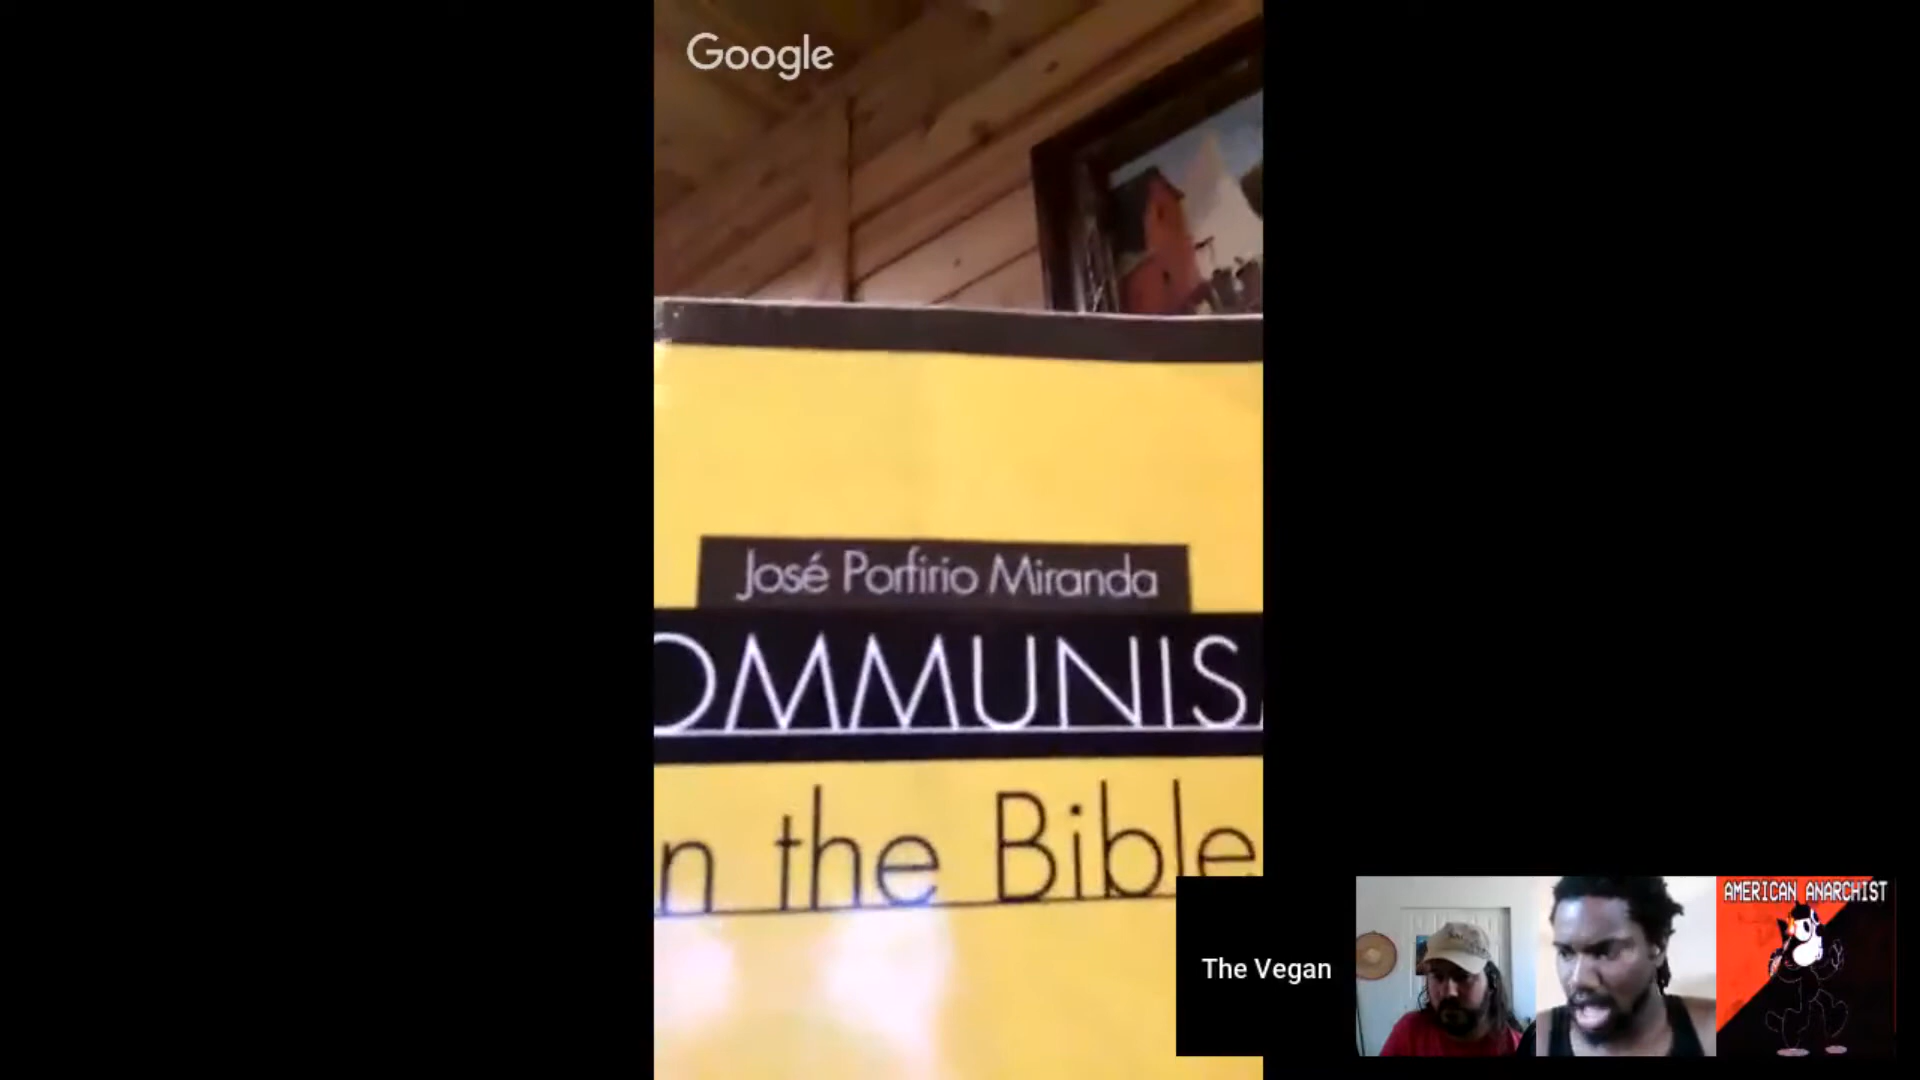 Google
José Porfirio Miranda
OMMUNIS
n the Bible
The Vegan
AMERICAN ANARCHIST